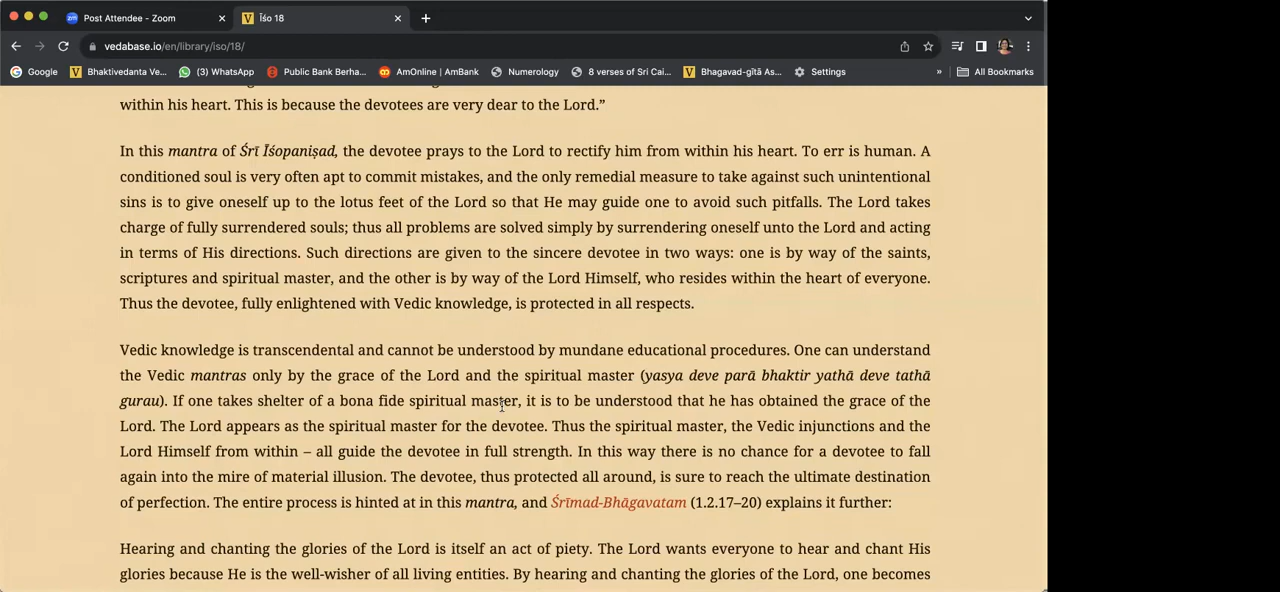 Post Attendee - Zoom
Īśo 18
vedabase.io/en/library/iso/18/
Google
Bhaktivedanta Ve...
(3) WhatsApp
Public Bank Berha...
AmOnline | AmBank
Numerology
8 verses of Sri Cai...
Bhagavad-gītā As...
Settings
»
All Bookmarks
within his heart. This is because the devotees are very dear to the Lord.”
In this mantra of Śrī Īśopaniṣad, the devotee prays to the Lord to rectify him from within his heart. To err is human. A
conditioned soul is very often apt to commit mistakes, and the only remedial measure to take against such unintentional
sins is to give oneself up to the lotus feet of the Lord so that He may guide one to avoid such pitfalls. The Lord takes
charge of fully surrendered souls; thus all problems are solved simply by surrendering oneself unto the Lord and acting
in terms of His directions. Such directions are given to the sincere devotee in two ways: one is by way of the saints,
scriptures and spiritual master, and the other is by way of the Lord Himself, who resides within the heart of everyone.
Thus the devotee, fully enlightened with Vedic knowledge, is protected in all respects.
Vedic knowledge is transcendental and cannot be understood by mundane educational procedures. One can understand
the Vedic mantras only by the grace of the Lord and the spiritual master (yasya deve parā bhaktir yathā deve tathā
gurau). If one takes shelter of a bona fide spiritual master, it is to be understood that he has obtained the grace of the
Lord. The Lord appears as the spiritual master for the devotee. Thus the spiritual master, the Vedic injunctions and the
Lord Himself from within – all guide the devotee in full strength. In this way there is no chance for a devotee to fall
again into the mire of material illusion. The devotee, thus protected all around, is sure to reach the ultimate destination
of perfection. The entire process is hinted at in this mantra, and Śrīmad-Bhāgavatam (1.2.17–20) explains it further:
Hearing and chanting the glories of the Lord is itself an act of piety. The Lord wants everyone to hear and chant His
glories because He is the well-wisher of all living entities. By hearing and chanting the glories of the Lord, one becomes